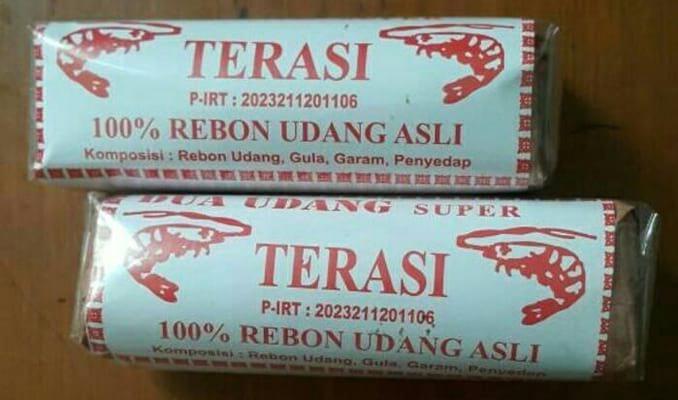 TERASI
P-IRT : 2023211201106
100% REBON UDANG ASLI
Komposisi : Rebon Udang, Gula, Garam, Penyedap
DUA UDANG SUPER
TERASI
P-IRT : 2023211201106
100% REBON UDANG ASLI
Komposisi : Rebon Udang, Gula, Garam, Penyedap